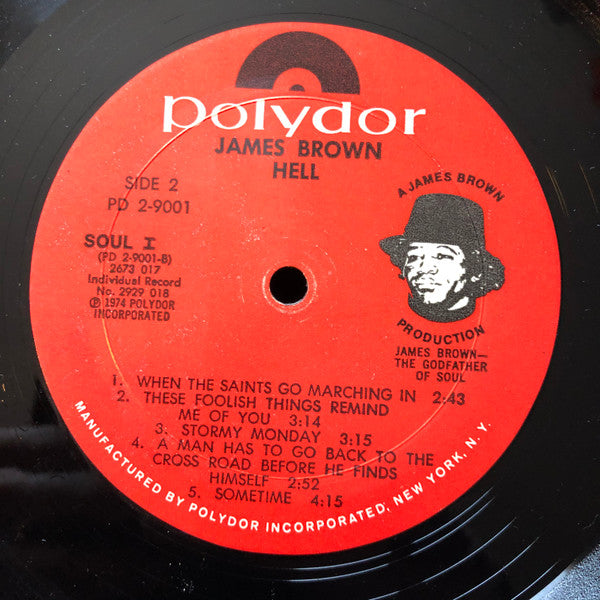 polydor
JAMES BROWN
HELL
SIDE 2
PD 2-9001
SOUL I
(PD 2-9001-B)
2673 017
Individual Record
No. 2929 018
℗ 1974 POLYDOR
INCORPORATED
A JAMES BROWN
PRODUCTION
JAMES BROWN—
THE GODFATHER
OF SOUL
1. WHEN THE SAINTS GO MARCHING IN 2:43
2. THESE FOOLISH THINGS REMIND
ME OF YOU 3:14
3. STORMY MONDAY 3:15
4. A MAN HAS TO GO BACK TO THE
CROSS ROAD BEFORE HE FINDS
HIMSELF 2:52
5. SOMETIME 4:15
MANUFACTURED BY POLYDOR INCORPORATED, NEW YORK, N. Y.